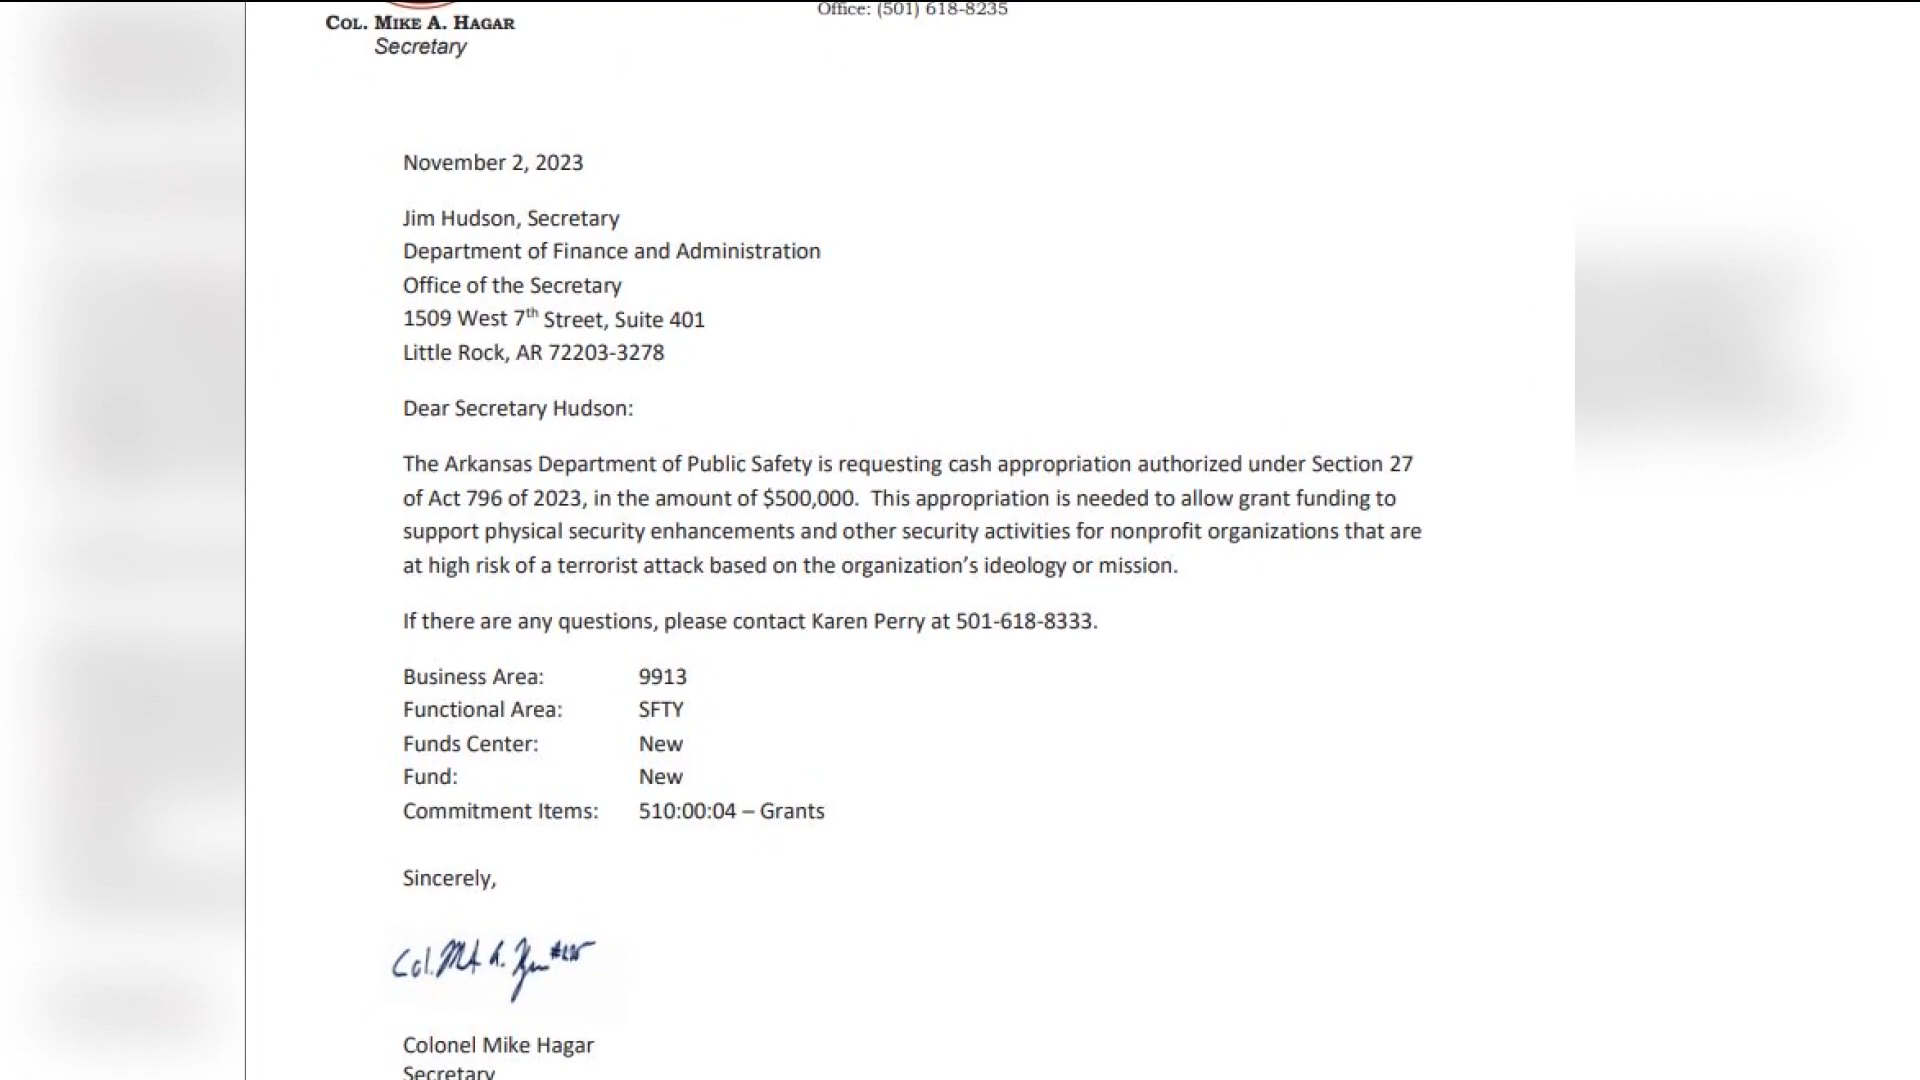 Office: (501) 618-8235
COL. MIKE A. HAGAR
Secretary
November 2, 2023
Jim Hudson, Secretary
Department of Finance and Administration
Office of the Secretary
1509 West 7th Street, Suite 401
Little Rock, AR 72203-3278
Dear Secretary Hudson:
The Arkansas Department of Public Safety is requesting cash appropriation authorized under Section 27
of Act 796 of 2023, in the amount of $500,000. This appropriation is needed to allow grant funding to
support physical security enhancements and other security activities for nonprofit organizations that are
at high risk of a terrorist attack based on the organization's ideology or mission.
If there are any questions, please contact Karen Perry at 501-618-8333.
Business Area: 9913
Functional Area: SFTY
Funds Center: New
Fund: New
Commitment Items: 510:00:04 – Grants
Sincerely,
Col.
Colonel Mike Hagar
Secretary